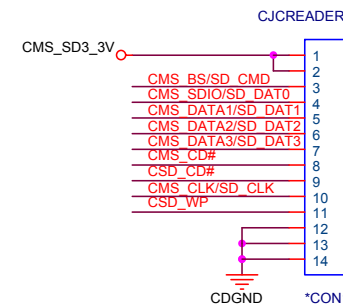 CJCREADER
CMS_SD3_3V
1
2
CMS_BS/SD_CMD
3
CMS_SDIO/SD_DAT0
4
CMS_DATA1/SD_DAT1
5
CMS_DATA2/SD_DAT2
6
CMS_DATA3/SD_DAT3
7
CMS_CD#
8
CSD_CD#
9
CMS_CLK/SD_CLK
10
CSD_WP
11
12
13
14
CDGND
*CON